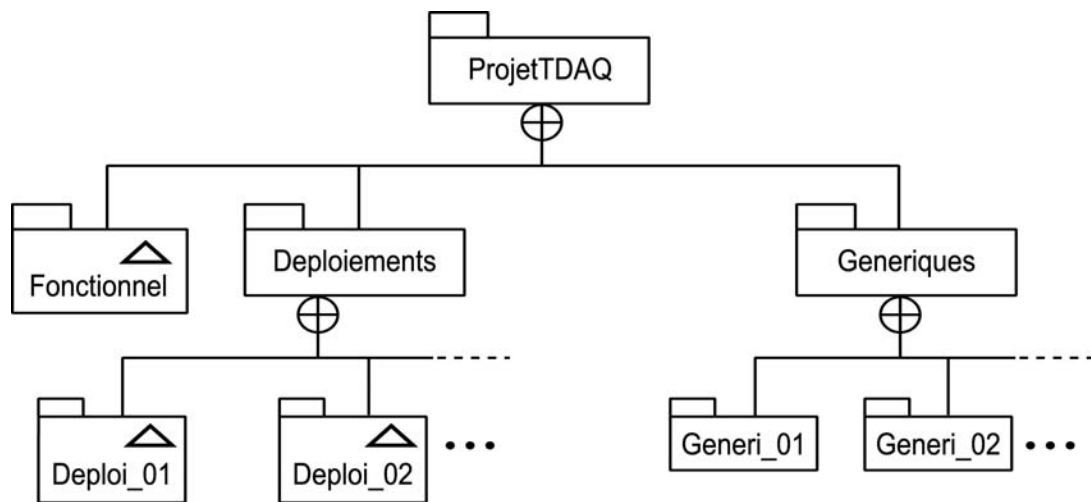 ProjetTDAQ
Fonctionnel
Deploiements
Generiques
Deploi_01
Deploi_02
•••
Generi_01
Generi_02
•••